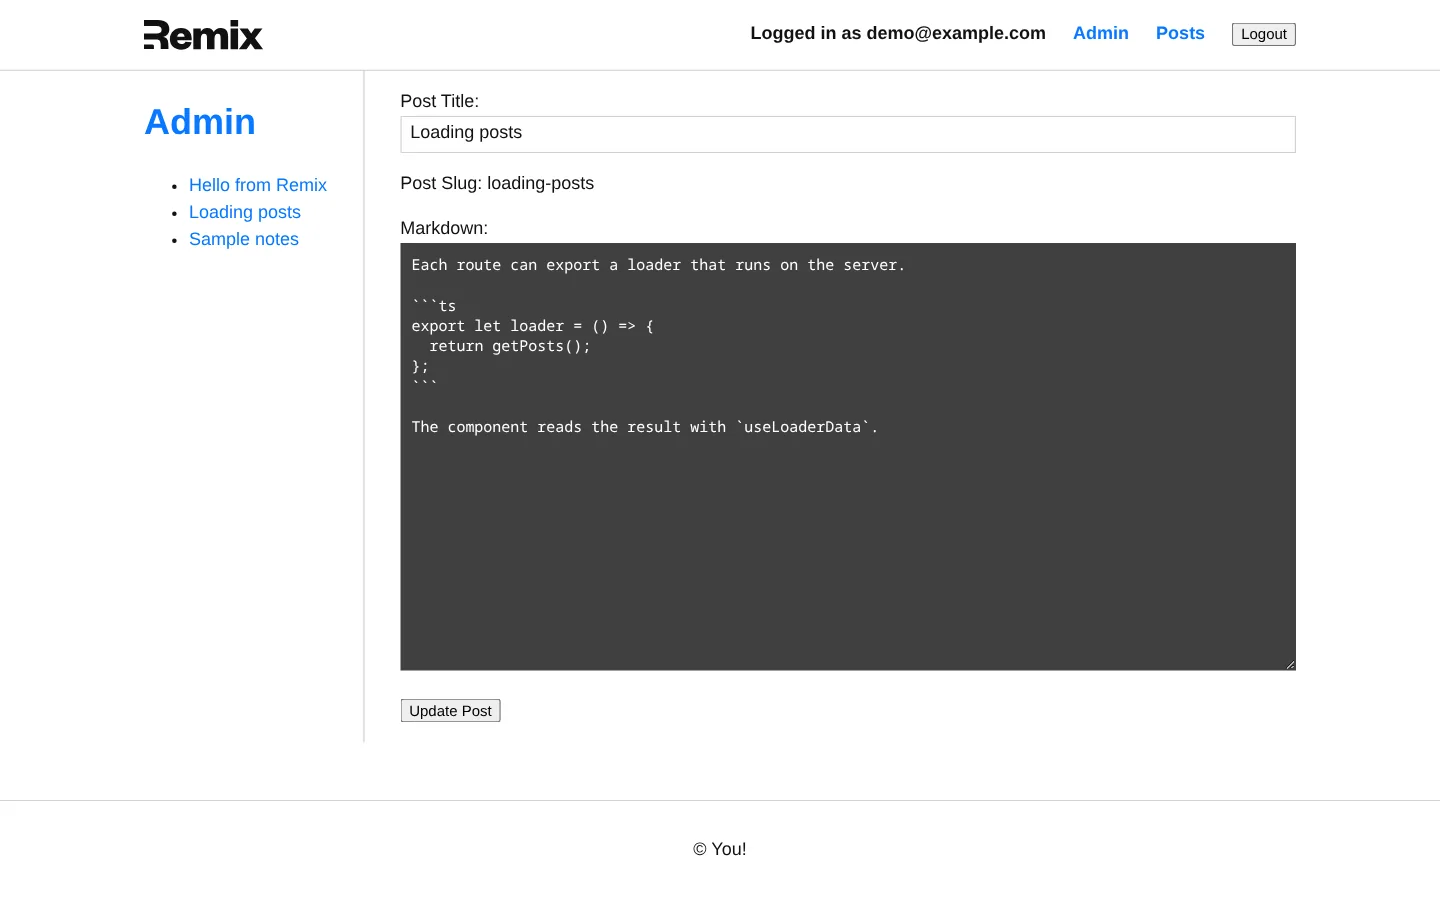 Remix
Logged in as demo@example.com
Admin
Posts
Logout
Admin
Hello from Remix
Loading posts
Sample notes
Post Title:
Loading posts
Post Slug: loading-posts
Markdown:
Each route can export a loader that runs on the server.
```ts
export let loader = () => {
  return getPosts();
};
```
The component reads the result with `useLoaderData`.
Update Post
© You!